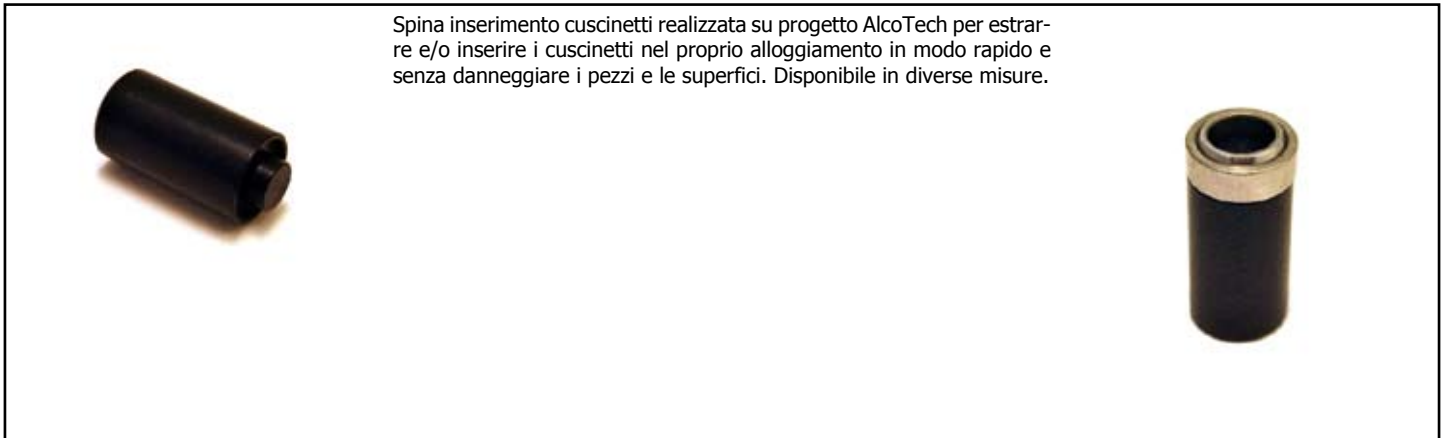 Spina inserimento cuscinetti realizzata su progetto AlcoTech per estrar-
re e/o inserire i cuscinetti nel proprio alloggiamento in modo rapido e
senza danneggiare i pezzi e le superfici. Disponibile in diverse misure.